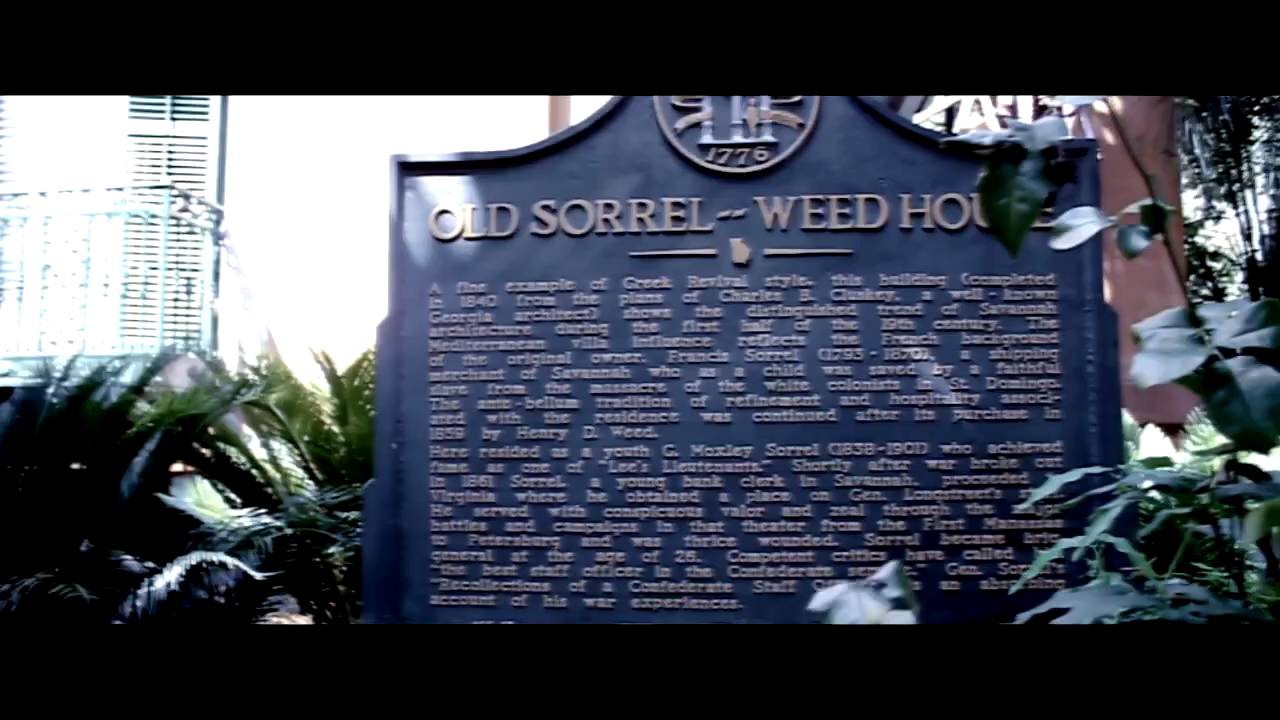 1776
OLD SORREL -- WEED HOUSE
A fine example of Greek Revival style, this building (completed
in 1840 from the plans of Charles B. Cluskey, a well-known
Georgia architect) shows the distinguished trend of Savannah
architecture during the first half of the 19th century. The
Mediterranean villa influence reflects the French background
of the original owner, Francis Sorrel (1793-1870), a shipping
merchant of Savannah who as a child was saved by a faithful
slave from the massacre of the white colonists in St. Domingo.
The ante-bellum tradition of refinement and hospitality associ-
ated with the residence was continued after its purchase in
1859 by Henry D. Weed.
Here resided as a youth G. Moxley Sorrel (1838-1901) who achieved
fame as one of "Lee's Lieutenants." Shortly after war broke out
in 1861 Sorrel, a young bank clerk in Savannah, proceeded to
Virginia where he obtained a place on Gen. Longstreet's
He served with conspicuous valor and zeal through the
battles and campaigns in that theater from the First Manassas
to Petersburg and was thrice wounded. Sorrel became brig.
general at the age of 26. Competent critics have called
"the best staff officer in the Confederate service." Gen. Sorrel's
"Recollections of a Confederate Staff an
account of his war experiences.